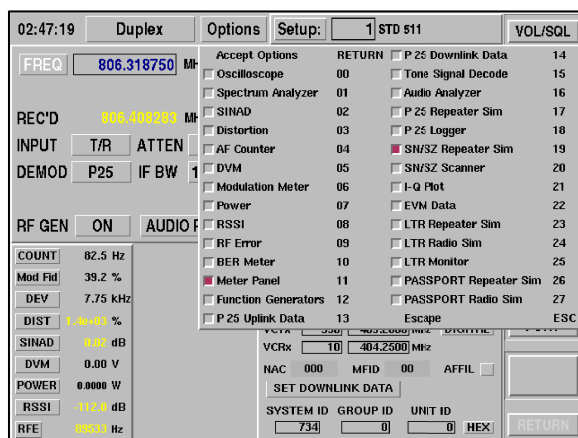 02:47:19 Duplex Options Setup: 1 STD 511 VOL/SQL
FREQ 806.318750 MH
REC'D 806.408283 MH
INPUT T/R ATTEN
DEMOD P25 IF BW 1
RF GEN ON AUDIO
Accept Options RETURN
Oscilloscope 00
Spectrum Analyzer 01
SINAD 02
Distortion 03
AF Counter 04
DVM 05
Modulation Meter 06
Power 07
RSSI 08
RF Error 09
BER Meter 10
Meter Panel 11
Function Generators 12
P 25 Uplink Data 13
P 25 Downlink Data 14
Tone Signal Decode 15
Audio Analyzer 16
P 25 Repeater Sim 17
P 25 Logger 18
SN/SZ Repeater Sim 19
SN/SZ Scanner 20
I-Q Plot 21
EVM Data 22
LTR Repeater Sim 23
LTR Radio Sim 24
LTR Monitor 25
PASSPORT Repeater Sim 26
PASSPORT Radio Sim 27
Escape ESC
COUNT 82.5 Hz
Mod Fid 39.2 %
DEV 7.75 kHz
DIST 1.4e+03 %
SINAD 0.02 dB
DVM 0.00 V
POWER 0.0000 W
RSSI -112.0 dB
RFE 89533 Hz
VCRx 10 404.2500 MHz
NAC 000 MFID 00 AFFIL
SET DOWNLINK DATA
SYSTEM ID GROUP ID UNIT ID
734 0 0 HEX
RETURN